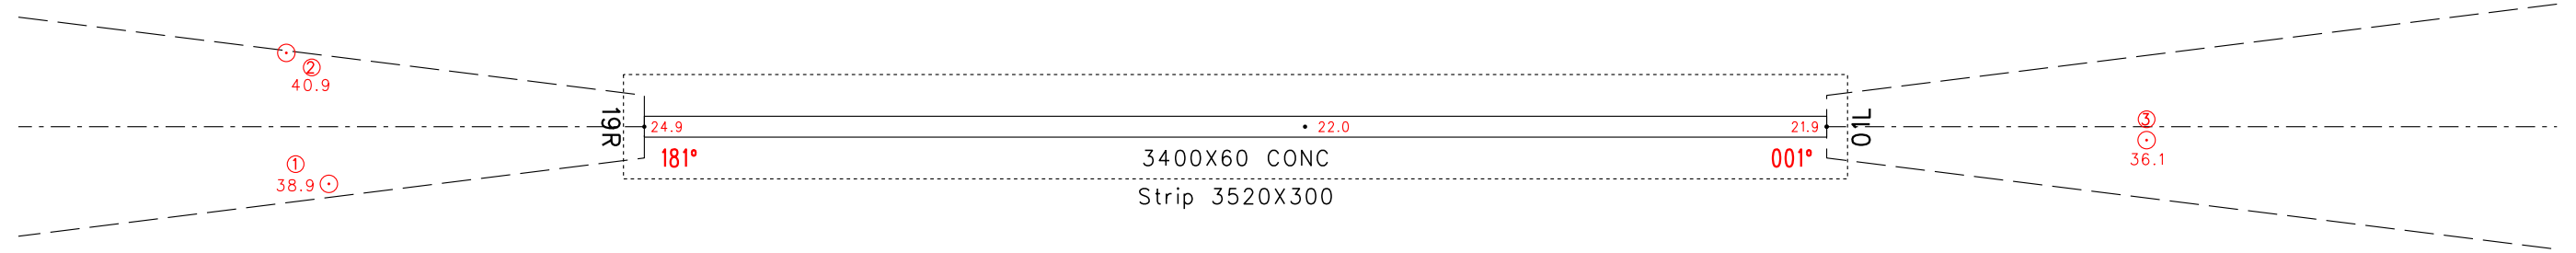 ②
40.9
①
38.9
19R
24.9
181°
22.0
3400X60 CONC
Strip 3520X300
21.9
001°
01L
③
36.1